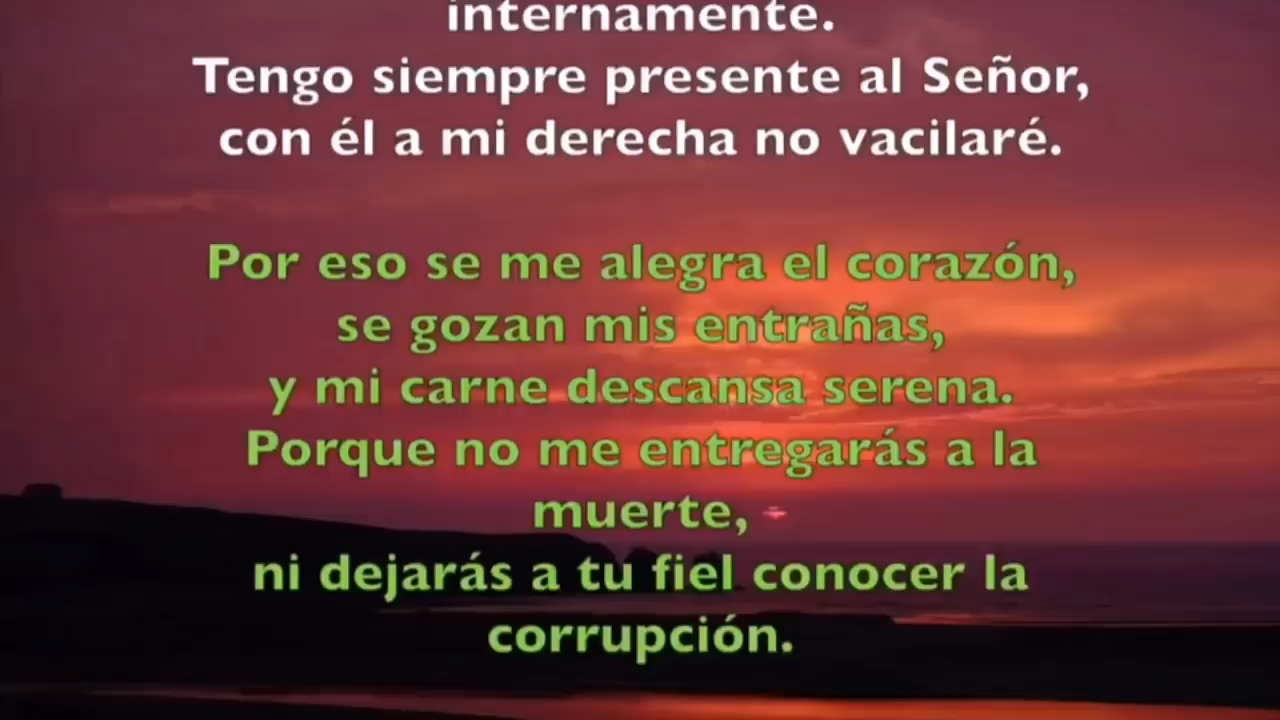 internamente.
Tengo siempre presente al Señor,
con él a mi derecha no vacilaré.
Por eso se me alegra el corazón,
se gozan mis entrañas,
y mi carne descansa serena.
Porque no me entregarás a la
muerte,
ni dejarás a tu fiel conocer la
corrupción.